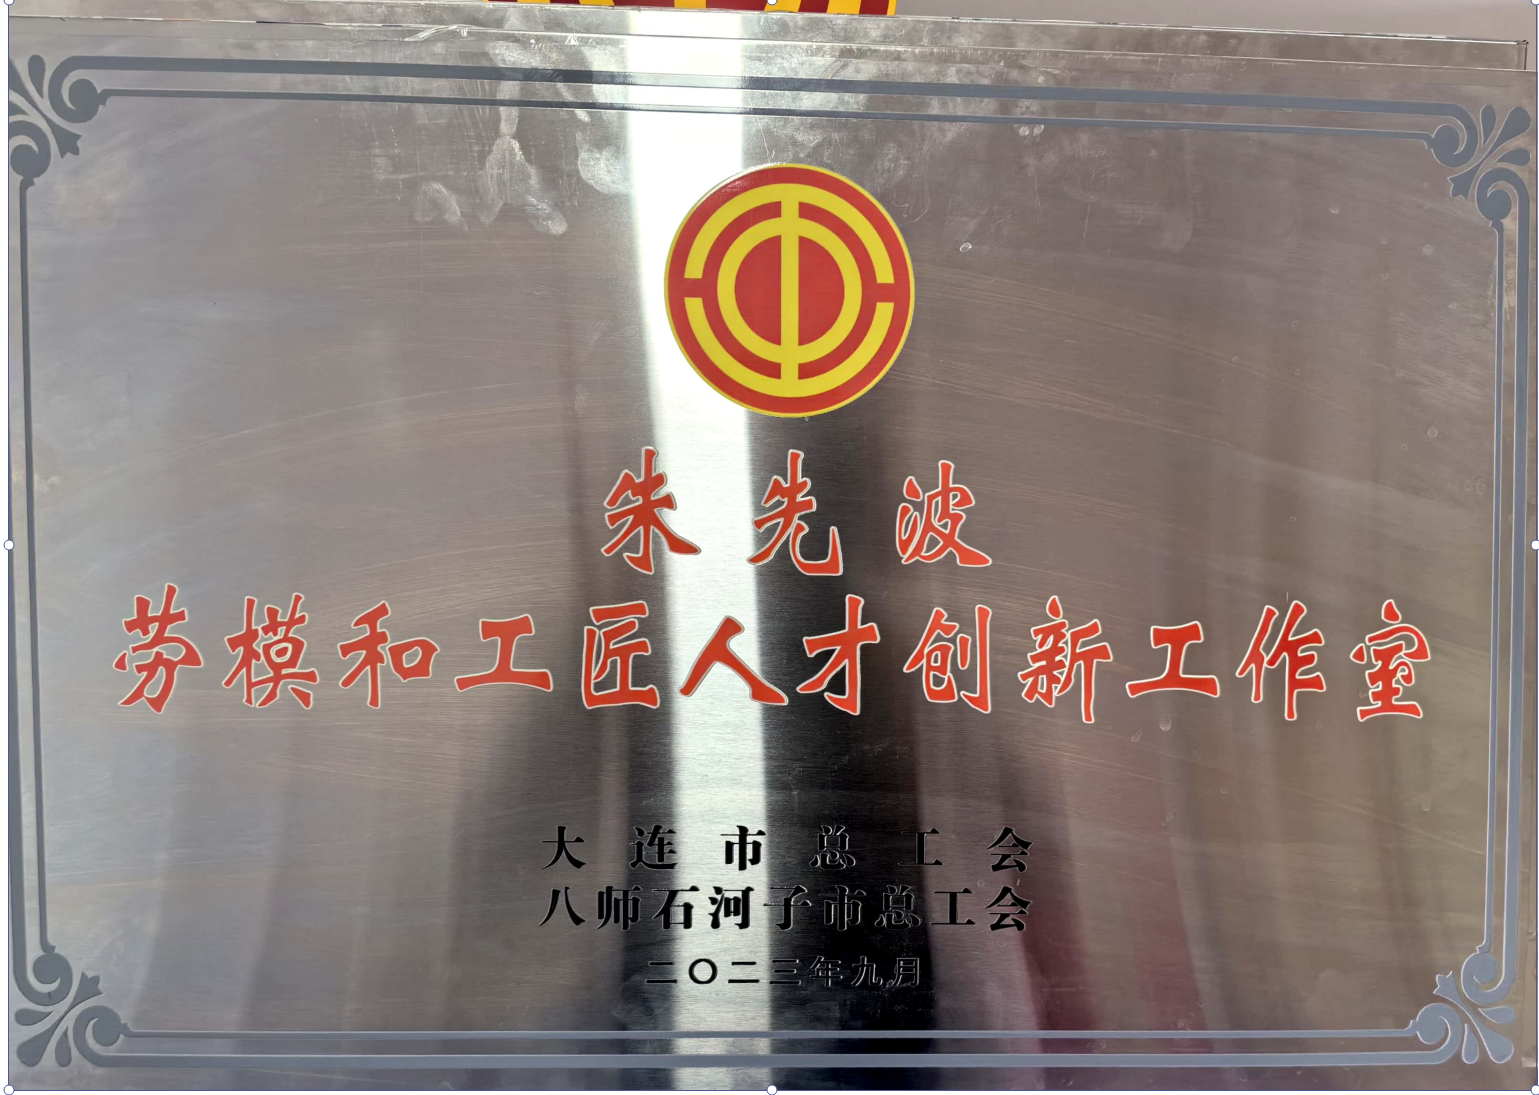 朱先波
劳模和工匠人才创新工作室
大连市总工会
八师石河子市总工会
二〇二三年九月